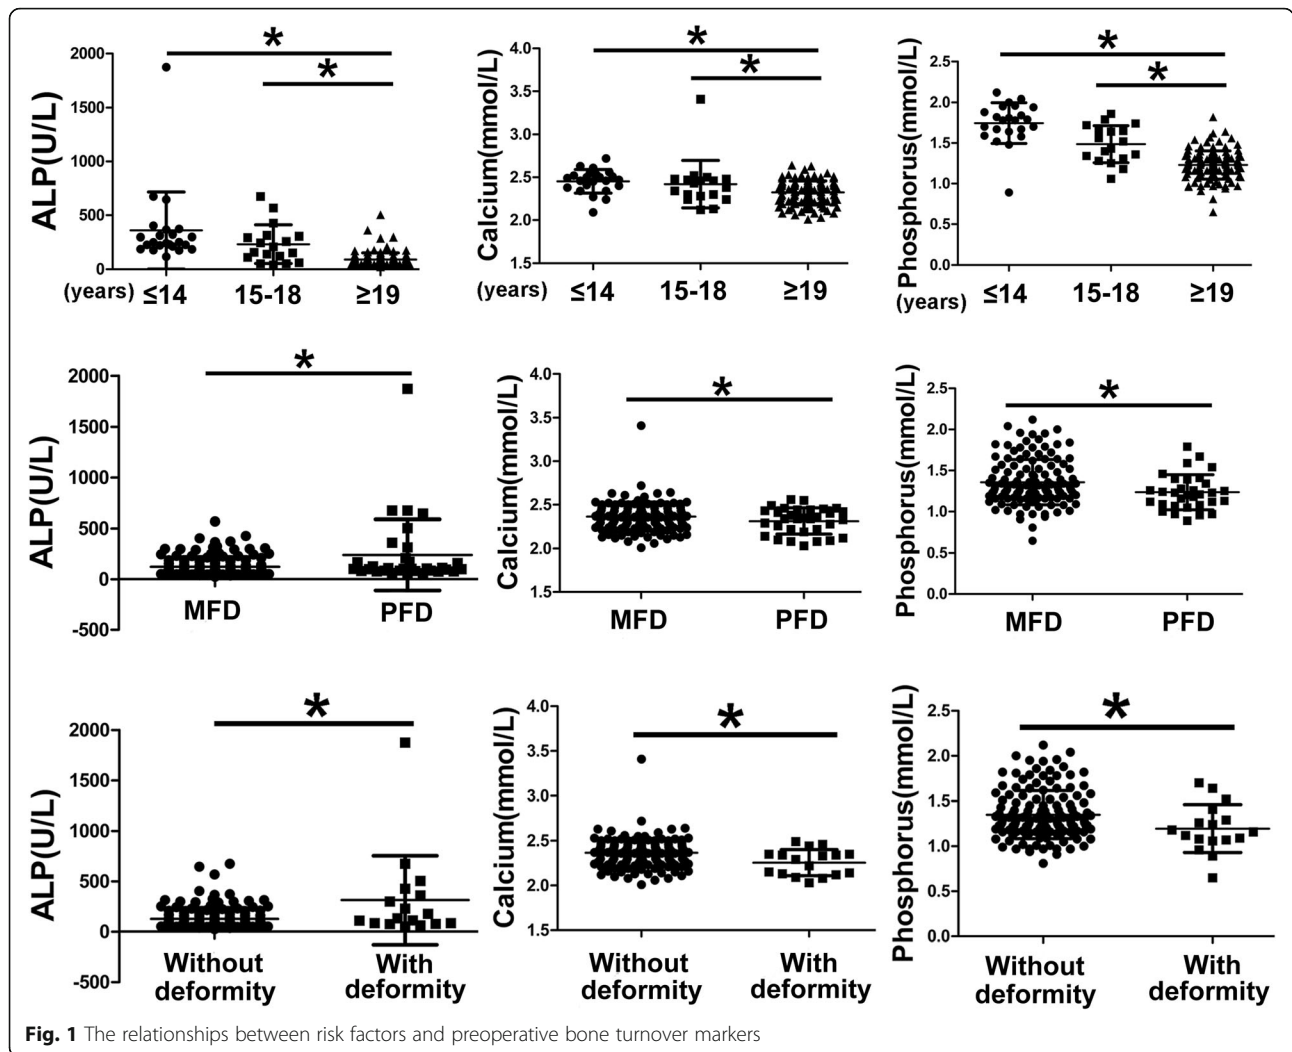 ALP(U/L)
2000
1500
1000
500
0
*
*
(years) ≤14 15-18 ≥19
Calcium(mmol/L)
4.0
3.5
3.0
2.5
2.0
1.5
*
*
(years) ≤14 15-18 ≥19
Phosphorus(mmol/L)
2.5
2.0
1.5
1.0
0.5
0.0
*
*
(years) ≤14 15-18 ≥19
ALP(U/L)
2000
1500
1000
500
0
-500
*
MFD PFD
Calcium(mmol/L)
4.0
3.5
3.0
2.5
2.0
1.5
*
MFD PFD
Phosphorus(mmol/L)
2.5
2.0
1.5
1.0
0.5
0.0
*
MFD PFD
ALP(U/L)
2000
1500
1000
500
0
-500
*
Without With
deformity deformity
Calcium(mmol/L)
4.0
3.5
3.0
2.5
2.0
1.5
*
Without With
deformity deformity
Phosphorus(mmol/L)
2.5
2.0
1.5
1.0
0.5
0.0
*
Without With
deformity deformity
Fig. 1 The relationships between risk factors and preoperative bone turnover markers